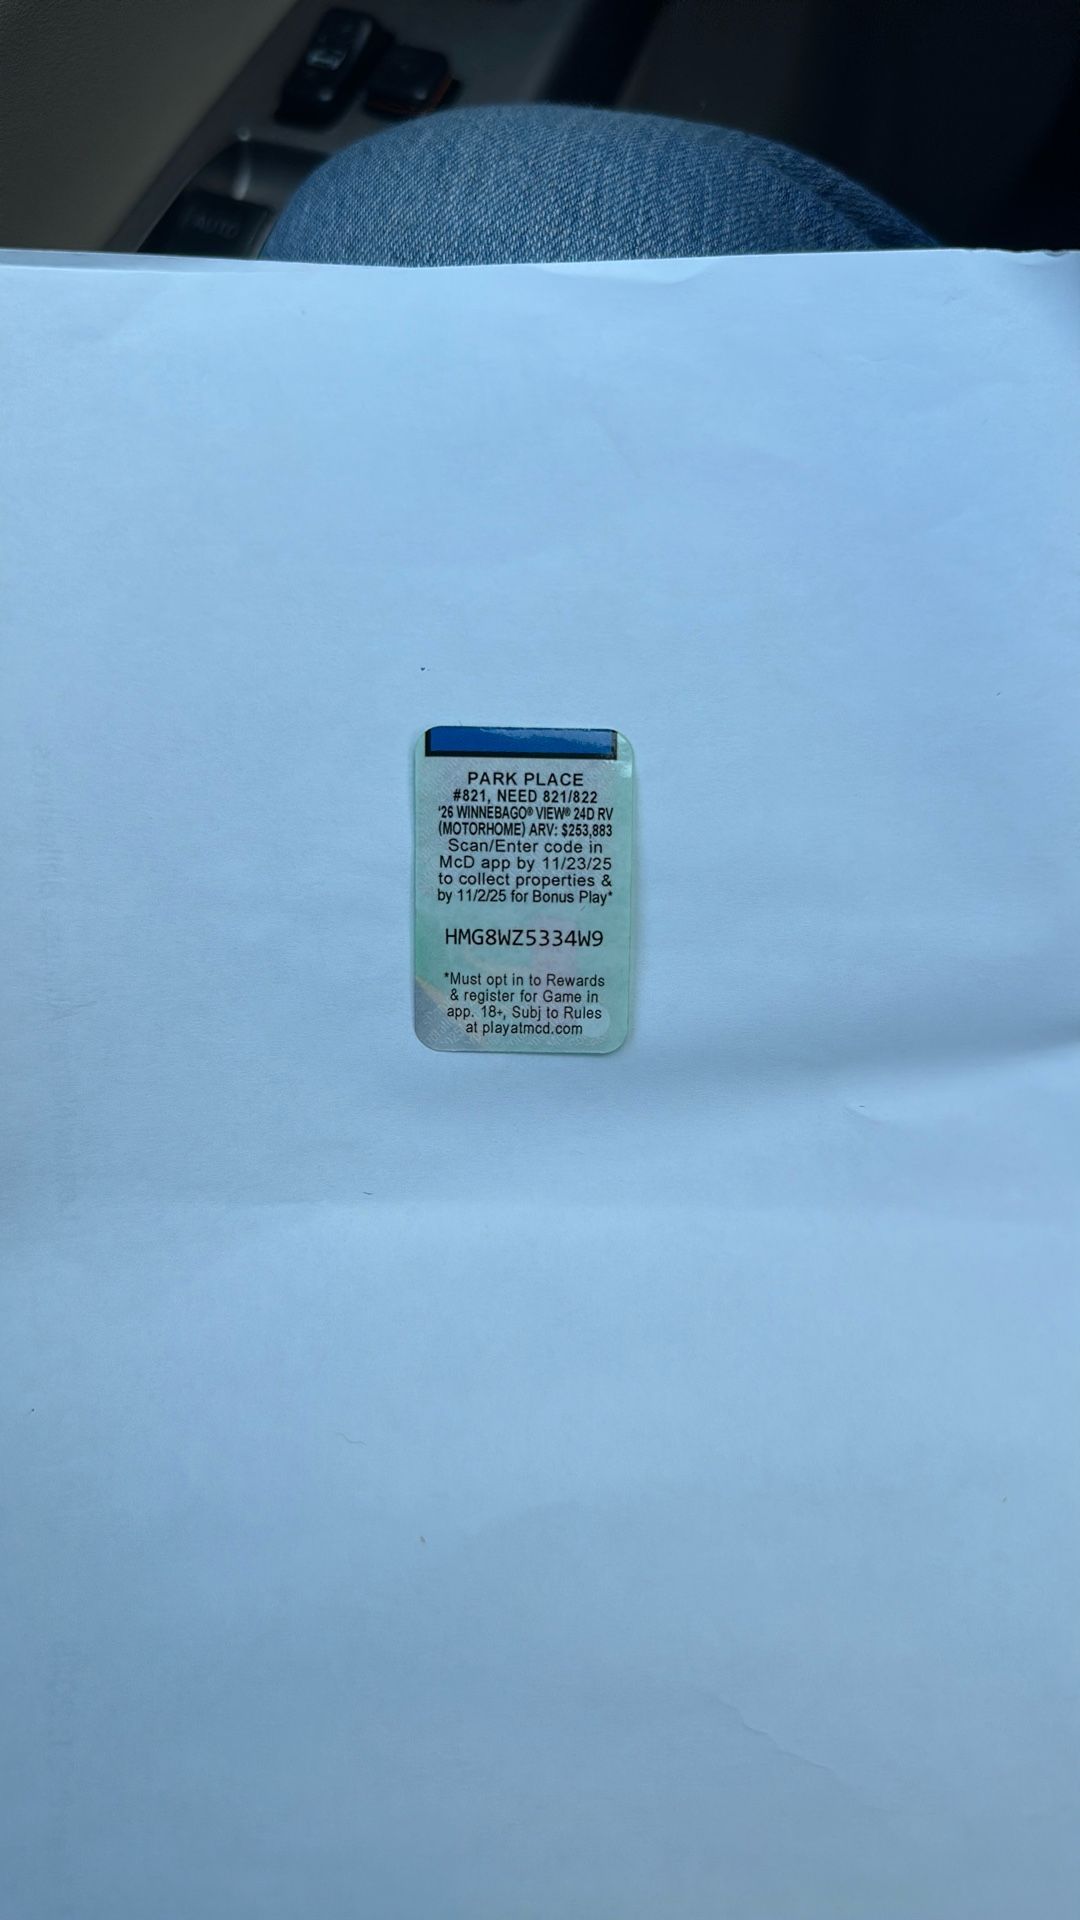 AUTO
PARK PLACE
#821, NEED 821/822
'26 WINNEBAGO® VIEW® 24D RV
(MOTORHOME) ARV: $253,883
Scan/Enter code in
McD app by 11/23/25
to collect properties &
by 11/2/25 for Bonus Play*
HMG8WZ5334W9
*Must opt in to Rewards
& register for Game in
app. 18+, Subj to Rules
at playatmcd.com